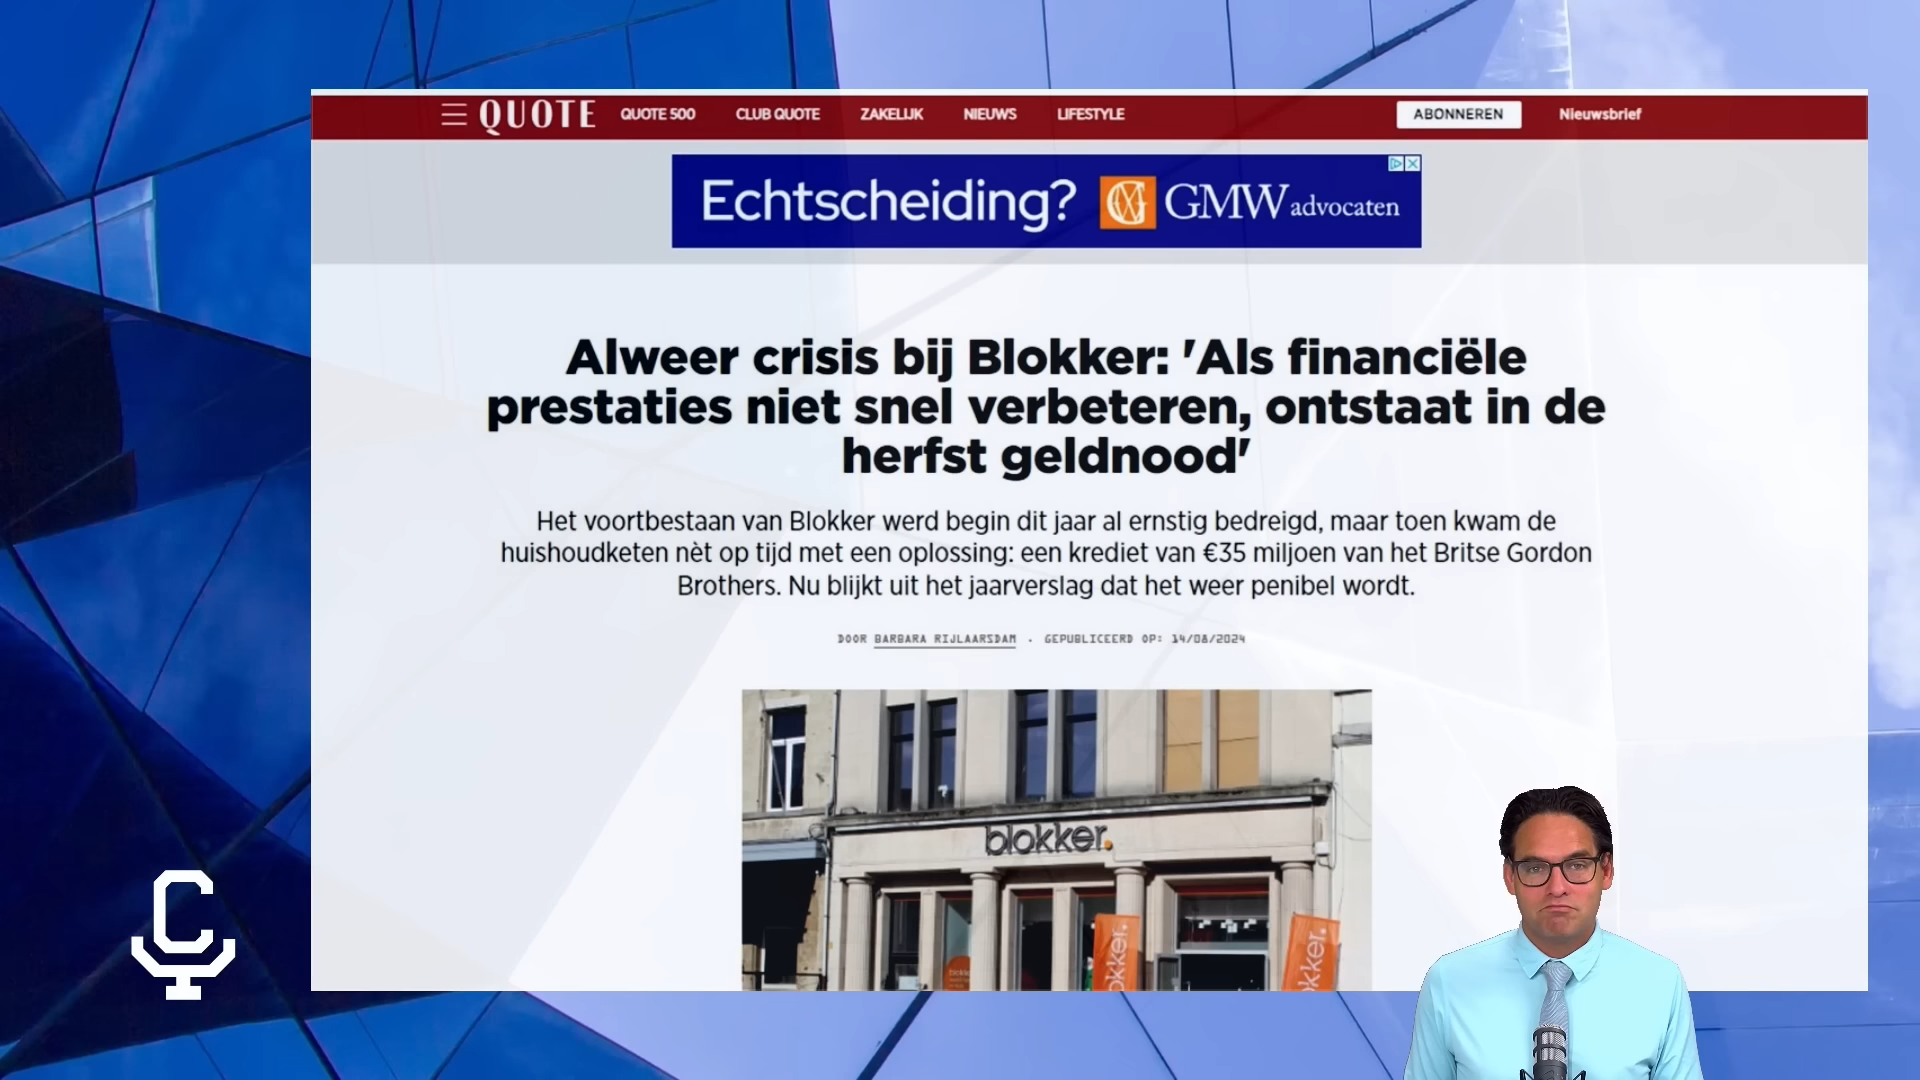 QUOTE QUOTE 500 CLUB QUOTE ZAKELIJK NIEUWS LIFESTYLE ABONNEREN Nieuwsbrief
Echtscheiding? GMW advocaten
Alweer crisis bij Blokker: 'Als financiële
prestaties niet snel verbeteren, ontstaat in de
herfst geldnood'
Het voortbestaan van Blokker werd begin dit jaar al ernstig bedreigd, maar toen kwam de
huishoudketen nèt op tijd met een oplossing: een krediet van €35 miljoen van het Britse Gordon
Brothers. Nu blijkt uit het jaarverslag dat het weer penibel wordt.
DOOR BARBARA RIJLAARSDAM · GEPUBLICEERD OP: 14/08/2024
blokker.
okker.
okker.